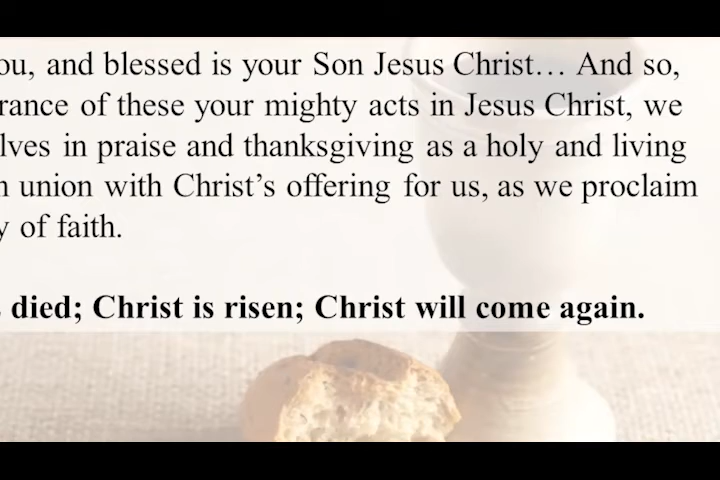 ou, and blessed is your Son Jesus Christ… And so,
rance of these your mighty acts in Jesus Christ, we
lves in praise and thanksgiving as a holy and living
n union with Christ’s offering for us, as we proclaim
y of faith.
died; Christ is risen; Christ will come again.